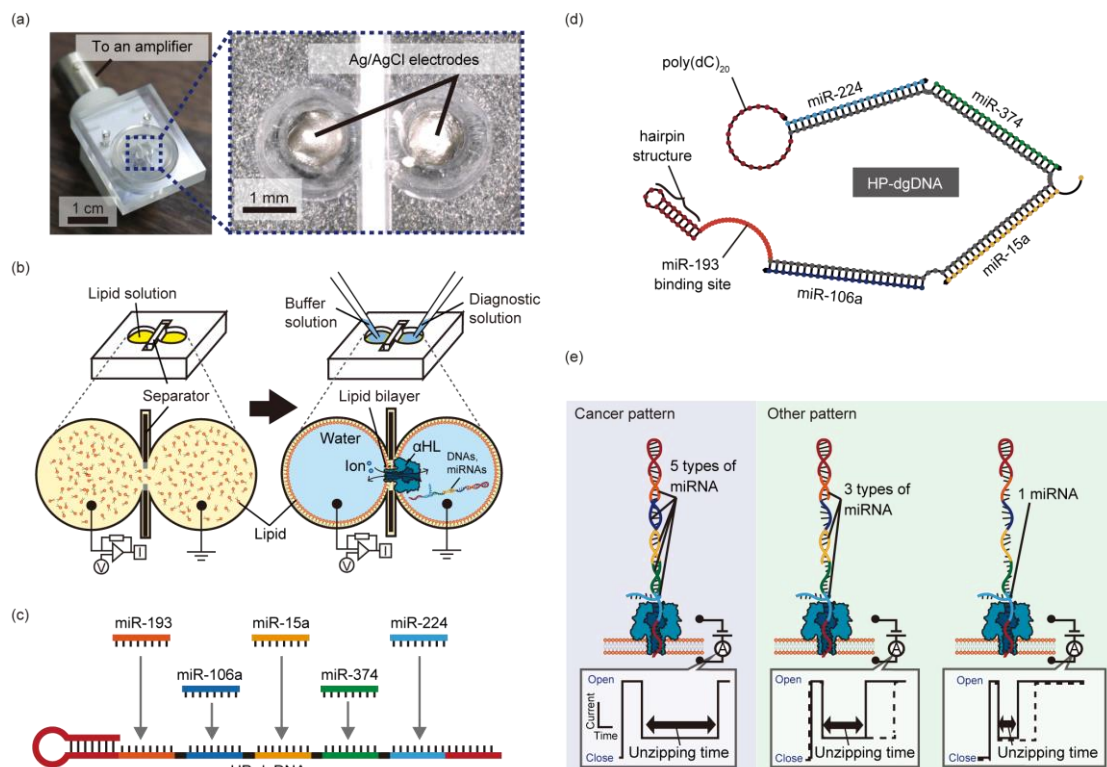 (a)
To an amplifier
1 cm
Ag/AgCl electrodes
1 mm
(b)
Lipid solution
Separator
Buffer
solution
Diagnostic
solution
Lipid bilayer
Water
αHL
Ion
DNAs,
miRNAs
Lipid
V
I
V
I
(c)
miR-193
miR-15a
miR-224
miR-106a
miR-374
(d)
poly(dC)20
miR-224
miR-374
hairpin
structure
HP-dgDNA
miR-193
binding site
miR-15a
miR-106a
(e)
Cancer pattern
Other pattern
5 types of
miRNA
3 types of
miRNA
1 miRNA
A
A
A
Open
Current
Time
Unzipping time
Close
Open
Unzipping time
Close
Open
Unzipping time
Close